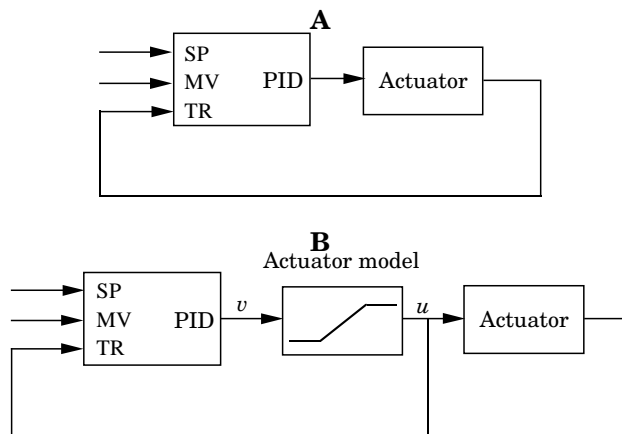 A
SP
MV
TR
PID
Actuator
B
Actuator model
SP
MV
TR
PID
v
u
Actuator